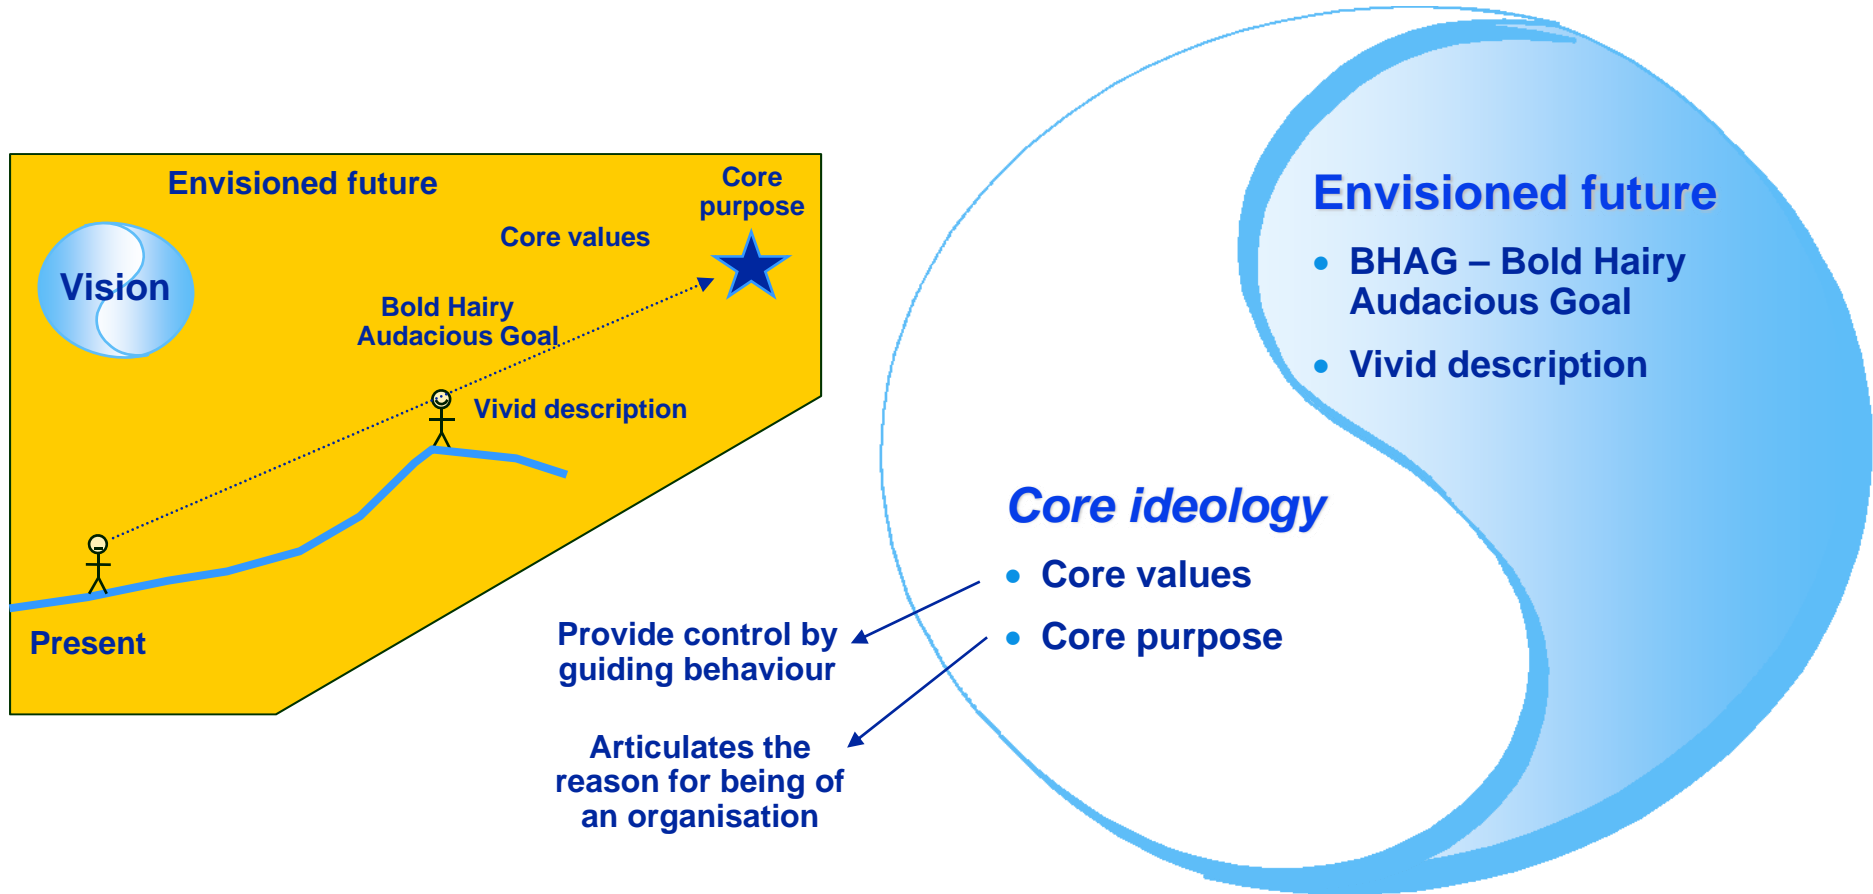 Envisioned future
Core
purpose
Core values
Vision
Bold Hairy
Audacious Goal
Vivid description
Present
Envisioned future
• BHAG – Bold Hairy
Audacious Goal
• Vivid description
Core ideology
• Core values
• Core purpose
Provide control by
guiding behaviour
Articulates the
reason for being of
an organisation